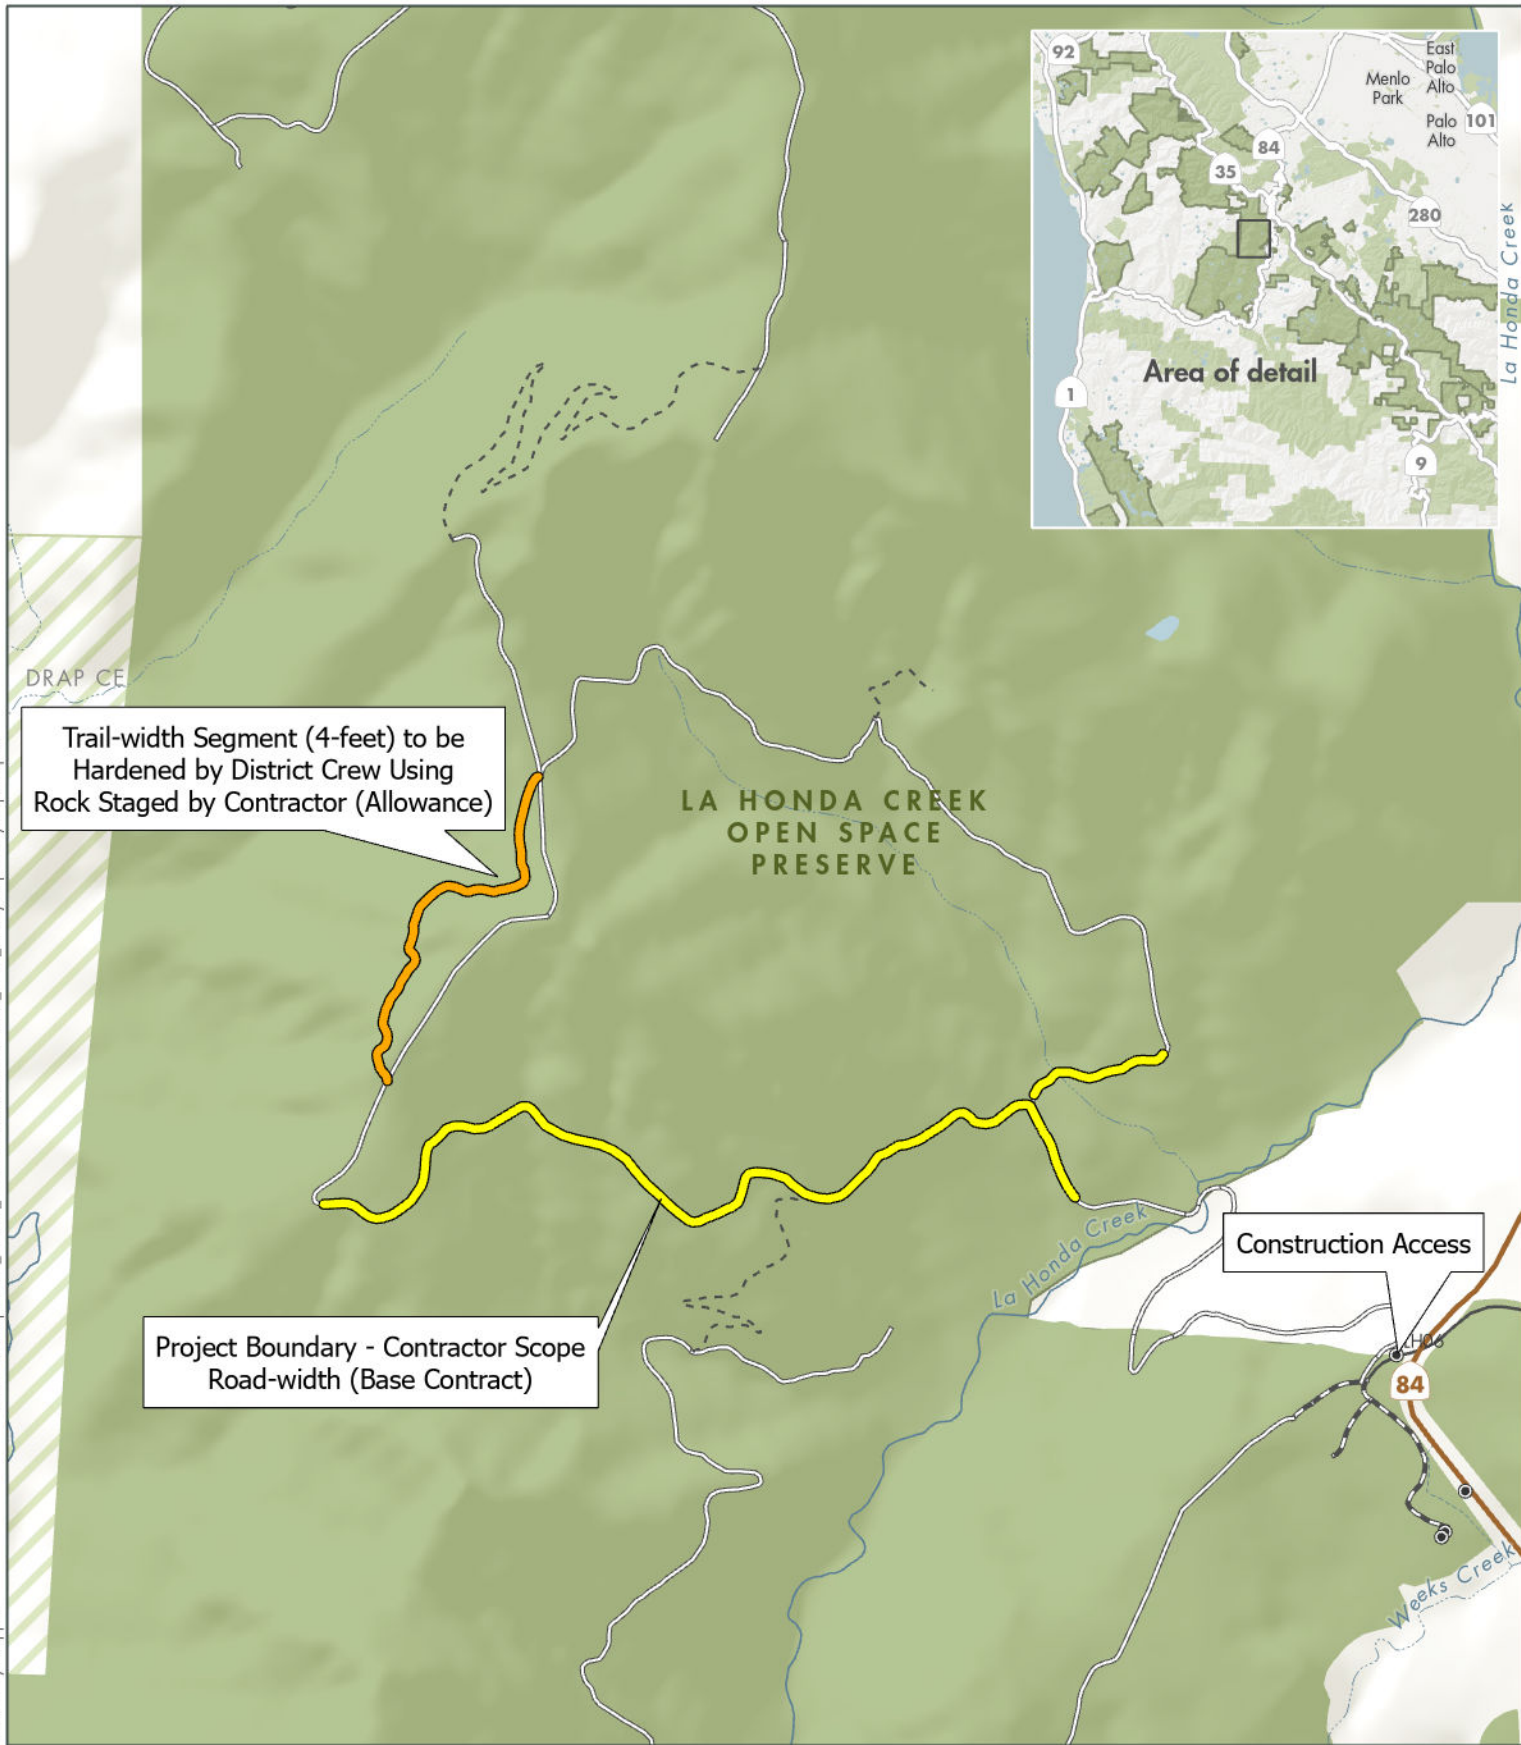 92
East
Palo
Alto
Menlo
Park
101
Palo
Alto
84
35
280
La Honda Creek
Area of detail
1
9
DRAP CE
Trail-width Segment (4-feet) to be
Hardened by District Crew Using
Rock Staged by Contractor (Allowance)
LA HONDA CREEK
OPEN SPACE
PRESERVE
La Honda Creek
Construction Access
Project Boundary - Contractor Scope
Road-width (Base Contract)
LH06
84
Weeks Creek